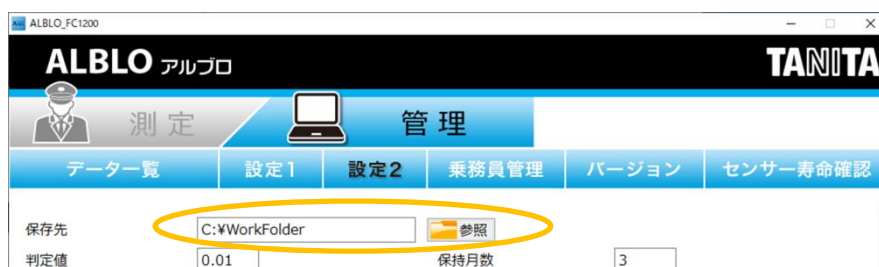 ALBLO_FC1200
ALBLO アルブロ TANITA
測定 管理
データ一覧 設定1 設定2 乗務員管理 バージョン センサー寿命確認
保存先 C:¥WorkFolder 参照
判定値 0.01 保持月数 3